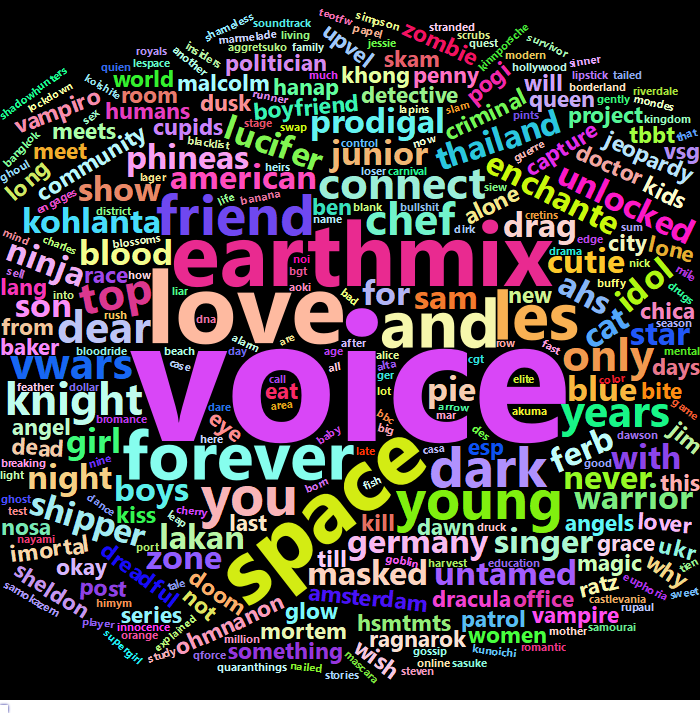 teotfw
simpson
shameless
soundtrack
papel
stranded
marmelade
living
scrubs
royals
insiders
aggretsuko
family
jessie
zombie
quest
modern
kimiporsche
survivor
quien
lespace
another
politician
upvel
skam
penny
pogi
hollywood
lipstick
tailed
sinner
shadowhunters
lockdown
kohshite
world
malcolm
hanap
khong
much
will
borderland
riverdale
vampiro
room
dusk
boyfriend
detective
criminal
queen
gently
mondes
sex
humans
runner
lapins
slam
project
kingdom
bangkok
cupids
stage
swap
prodigal
now
capture
tbbt
that
ghoul
meets
blacklist
control
jeopardy
vsg
meet
community
lucifer
heirs
junior
thailand
guerre
doctor
long
phineas
loser
carnival
pints
kids
lager
american
connect
siew
enchante
unlocked
engages
show
life
banana
ben
blank
bullshit
alone
cretins
sum
district
name
dirk
drag
edge
kohlanta
friend
chef
drama
city
nick
lone
mind
charles
blossoms
earthmix
cutie
buffy
mile
ninja
blood
noi
new
idol
drugs
sell
race
how
bgt
aoki
for
sam
ahs
chica
lang
son
top
into
liar
love
and
les
cat
season
from
rush
dna
bad
star
baker
dear
alarm
are
after
row
fast
mental
bloodride
beach
day
age
alice
cgt
only
days
vwars
case
all
ger
alta
voice
pie
elite
blue
bite
color
feather
dollar
call
eat
area
lot
arrow
akuma
game
knight
bromance
dare
bbc
big
mar
years
angel
eye
here
des
dawson
jim
dead
girl
forever
baby
late
casa
esp
good
ferb
with
breaking
nine
born
fish
never
this
light
night
boys
you
space
dark
young
warrior
ghost
dance
shipper
kiss
cherry
last
kill
dawn
druck
angels
lover
test
nosa
nayami
leap
lakan
goblin
germany
singer
grace
ukr
port
till
harvest
education
magic
why
tien
imortal
okay
zone
masked
untamed
samokazem
sheldon
dreadful
tale
doom
amsterdam
dracula
office
ratz
euphoria
sweet
post
not
himym
series
explained
glow
hsmtmts
patrol
vampire
castlevania
rupaul
player
innocence
million
mortem
ragnarok
women
mother
samourai
orange
ohmnanon
something
wish
gossip
kunoichi
romantic
supergirl
study
qforce
quaranthings
nailed
mascara
online
sasuke
stories
steven